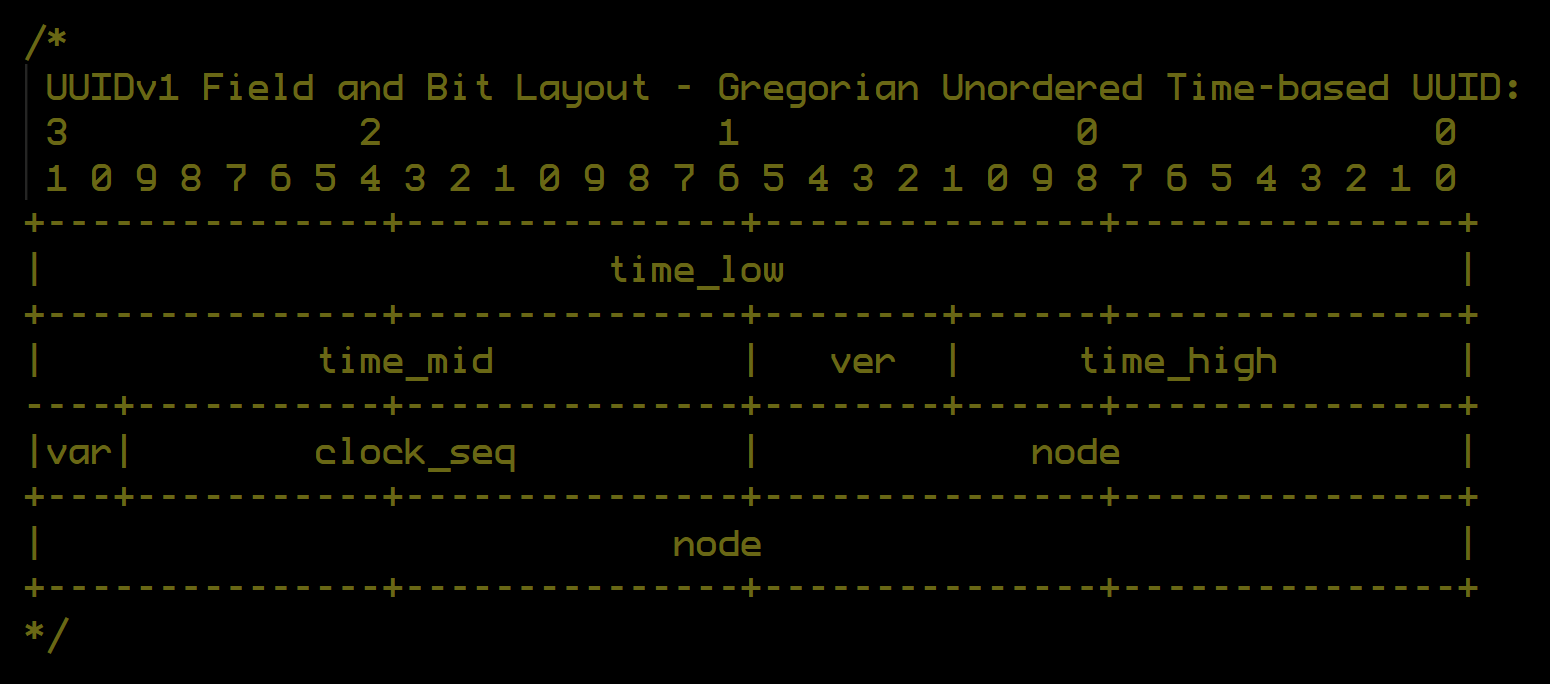 /*
 UUIDv1 Field and Bit Layout - Gregorian Unordered Time-based UUID:
 3             2               1               0               0
 1 0 9 8 7 6 5 4 3 2 1 0 9 8 7 6 5 4 3 2 1 0 9 8 7 6 5 4 3 2 1 0
+---------------+---------------+---------------+---------------+
|                         time_low                              |
+---------------+---------------+--------+------+---------------+
|            time_mid           |   ver  |     time_high        |
----+-----------+---------------+--------+------+---------------+
|var|        clock_seq          |            node               |
+---+-----------+---------------+---------------+---------------+
|                            node                               |
+---------------+---------------+---------------+---------------+
*/